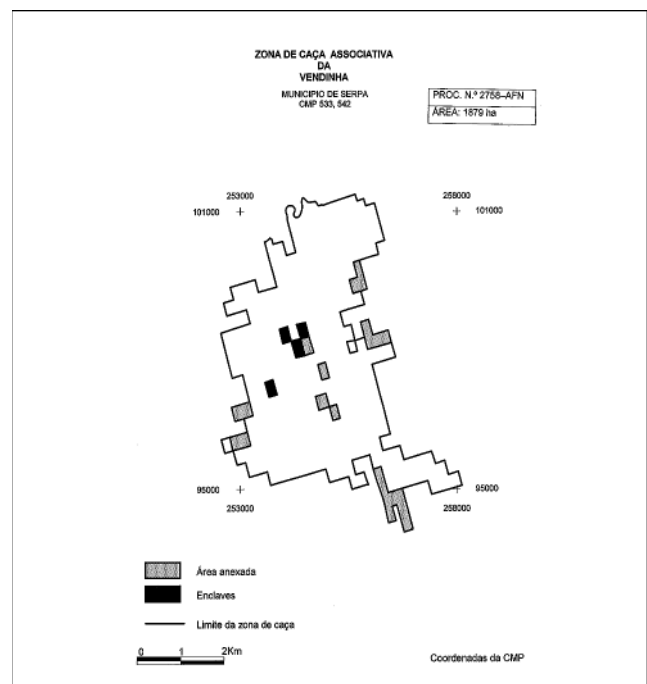 ZONA DE CAÇA ASSOCIATIVA
DA
VENDINHA
MUNICIPIO DE SERPA
CMP 533, 542
PROC. N.º 2758-AFN
ÁREA: 1879 ha
253000
258000
101000
101000
95000
95000
253000
258000
Área anexada
Enclaves
Limite da zona de caça
0 1 2Km
Coordenadas da CMP